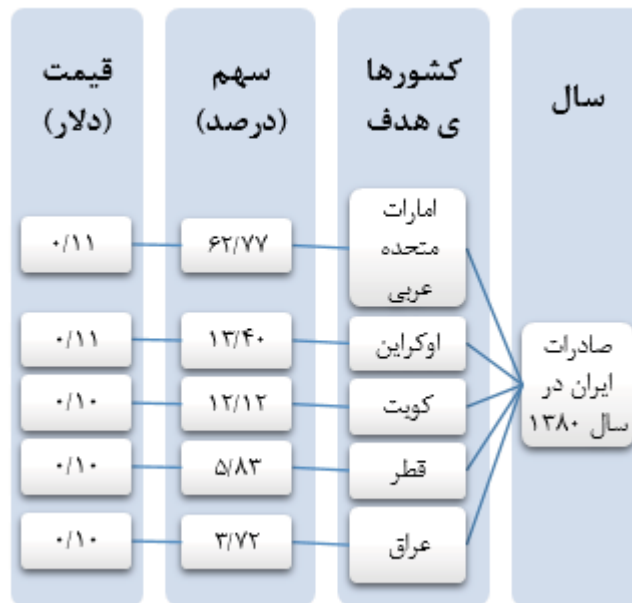 سال
کشورها
ی هدف
سهم
(درصد)
قیمت
(دلار)
صادرات
ایران در
سال ۱۳۸۰
امارات
متحده
عربی
۶۲/۷۷
۰/۱۱
اوکراین
۱۳/۴۰
۰/۱۱
کویت
۱۲/۱۲
۰/۱۰
قطر
۵/۸۳
۰/۱۰
عراق
۳/۷۲
۰/۱۰